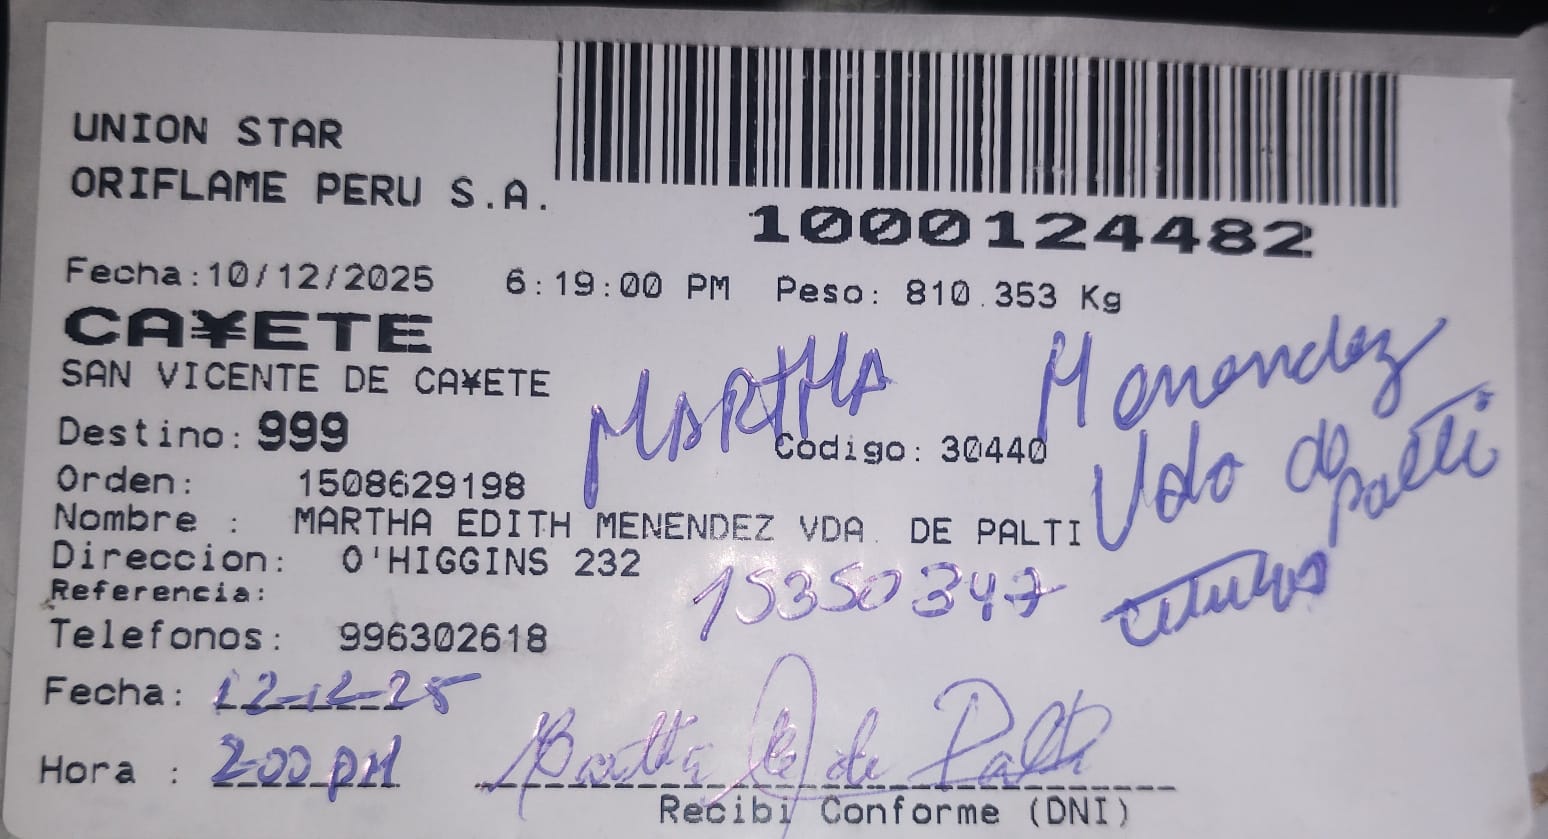 UNION STAR
ORIFLAME PERU S.A.
1000124482
Fecha:10/12/2025 6:19:00 PM Peso: 810.353 Kg
CA¥ETE
SAN VICENTE DE CA¥ETE
MARTHA Menendez
Vda de Palti
Destino: 999 Codigo: 30440
Orden: 1508629198
Nombre : MARTHA EDITH MENENDEZ VDA. DE PALTI
Direccion: O'HIGGINS 232
15350347
Referencia:
Telefonos: 996302618
Fecha: 12-12-25
Hora : 2:00 PM
Martha de Palti
Recibi Conforme (DNI)